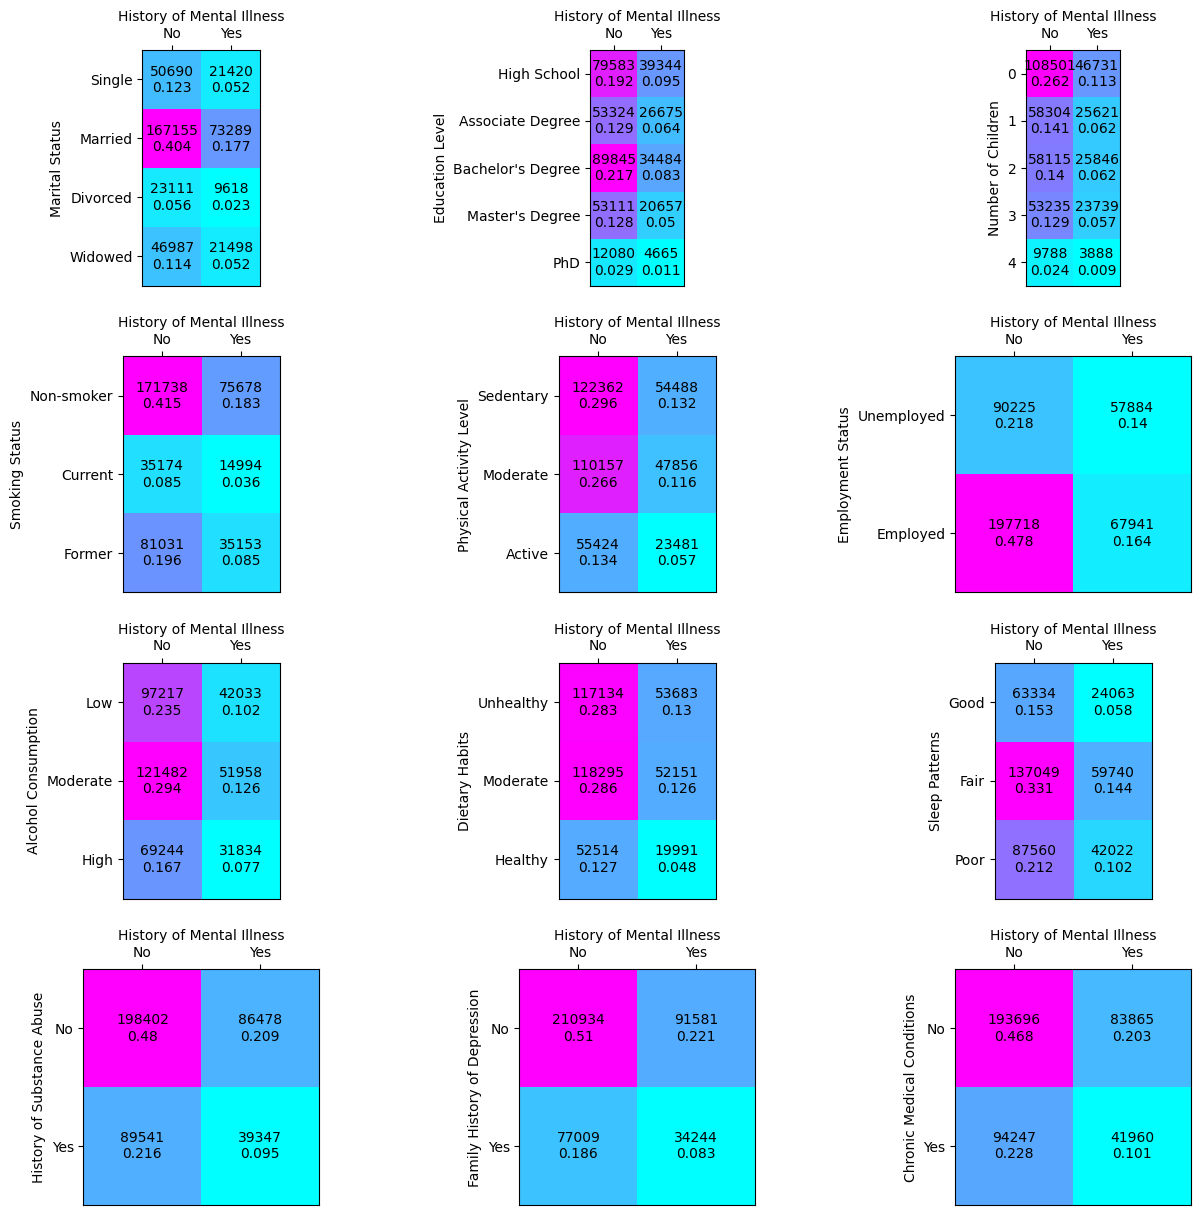 History of Mental Illness
No Yes
Marital Status
Single 50690 21420
0.123 0.052
Married 167155 73289
0.404 0.177
Divorced 23111 9618
0.056 0.023
Widowed 46987 21498
0.114 0.052
History of Mental Illness
No Yes
Education Level
High School 79583 39344
0.192 0.095
Associate Degree 53324 26675
0.129 0.064
Bachelor's Degree 89845 34484
0.217 0.083
Master's Degree 53111 20657
0.128 0.05
PhD 12080 4665
0.029 0.011
History of Mental Illness
No Yes
Number of Children
0 108501 46731
0.262 0.113
1 58304 25621
0.141 0.062
2 58115 25846
0.14 0.062
3 53235 23739
0.129 0.057
4 9788 3888
0.024 0.009
History of Mental Illness
No Yes
Smoking Status
Non-smoker 171738 75678
0.415 0.183
Current 35174 14994
0.085 0.036
Former 81031 35153
0.196 0.085
History of Mental Illness
No Yes
Physical Activity Level
Sedentary 122362 54488
0.296 0.132
Moderate 110157 47856
0.266 0.116
Active 55424 23481
0.134 0.057
History of Mental Illness
No Yes
Employment Status
Unemployed 90225 57884
0.218 0.14
Employed 197718 67941
0.478 0.164
History of Mental Illness
No Yes
Alcohol Consumption
Low 97217 42033
0.235 0.102
Moderate 121482 51958
0.294 0.126
High 69244 31834
0.167 0.077
History of Mental Illness
No Yes
Dietary Habits
Unhealthy 117134 53683
0.283 0.13
Moderate 118295 52151
0.286 0.126
Healthy 52514 19991
0.127 0.048
History of Mental Illness
No Yes
Sleep Patterns
Good 63334 24063
0.153 0.058
Fair 137049 59740
0.331 0.144
Poor 87560 42022
0.212 0.102
History of Mental Illness
No Yes
History of Substance Abuse
No 198402 86478
0.48 0.209
Yes 89541 39347
0.216 0.095
History of Mental Illness
No Yes
Family History of Depression
No 210934 91581
0.51 0.221
Yes 77009 34244
0.186 0.083
History of Mental Illness
No Yes
Chronic Medical Conditions
No 193696 83865
0.468 0.203
Yes 94247 41960
0.228 0.101